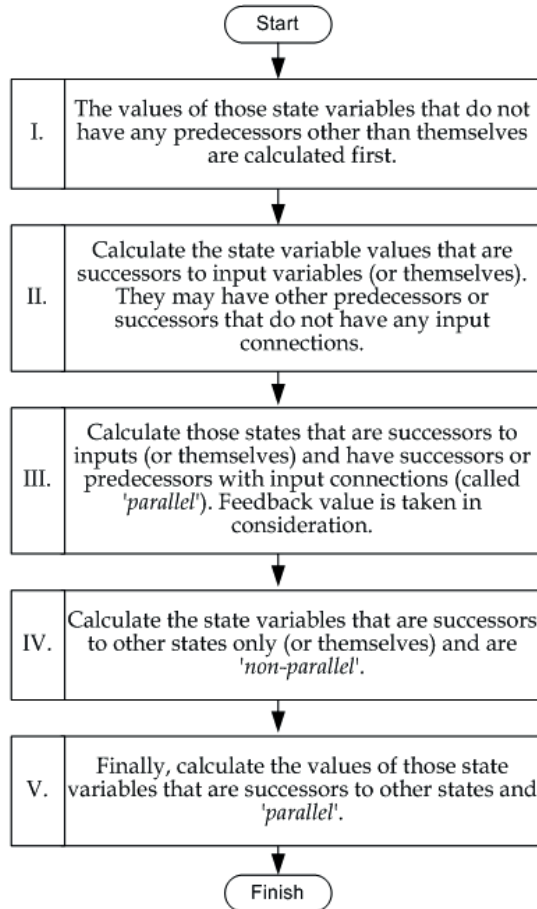 Start
I.
The values of those state variables that do not
have any predecessors other than themselves
are calculated first.
II.
Calculate the state variable values that are
successors to input variables (or themselves).
They may have other predecessors or
successors that do not have any input
connections.
III.
Calculate those states that are successors to
inputs (or themselves) and have successors or
predecessors with input connections (called
'parallel'). Feedback value is taken in
consideration.
IV.
Calculate the state variables that are successors
to other states only (or themselves) and are
'non-parallel'.
V.
Finally, calculate the values of those state
variables that are successors to other states and
'parallel'.
Finish